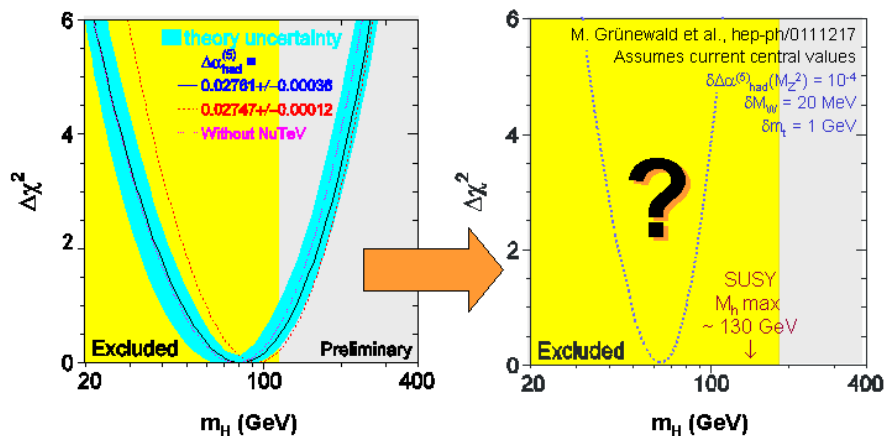 6
4
2
0
Δχ²
theory uncertainty
Δα(5)had =
0.02761+/−0.00036
0.02747+/−0.00012
Without NuTeV
Excluded
Preliminary
20
100
400
mH (GeV)
6
4
2
0
Δχ²
M. Grünewald et al., hep-ph/0111217
Assumes current central values
δΔα(5)had(MZ²) = 10-4
δMW = 20 MeV
δmt = 1 GeV
?
SUSY
Mh max
~ 130 GeV
Excluded
20
100
400
mH (GeV)